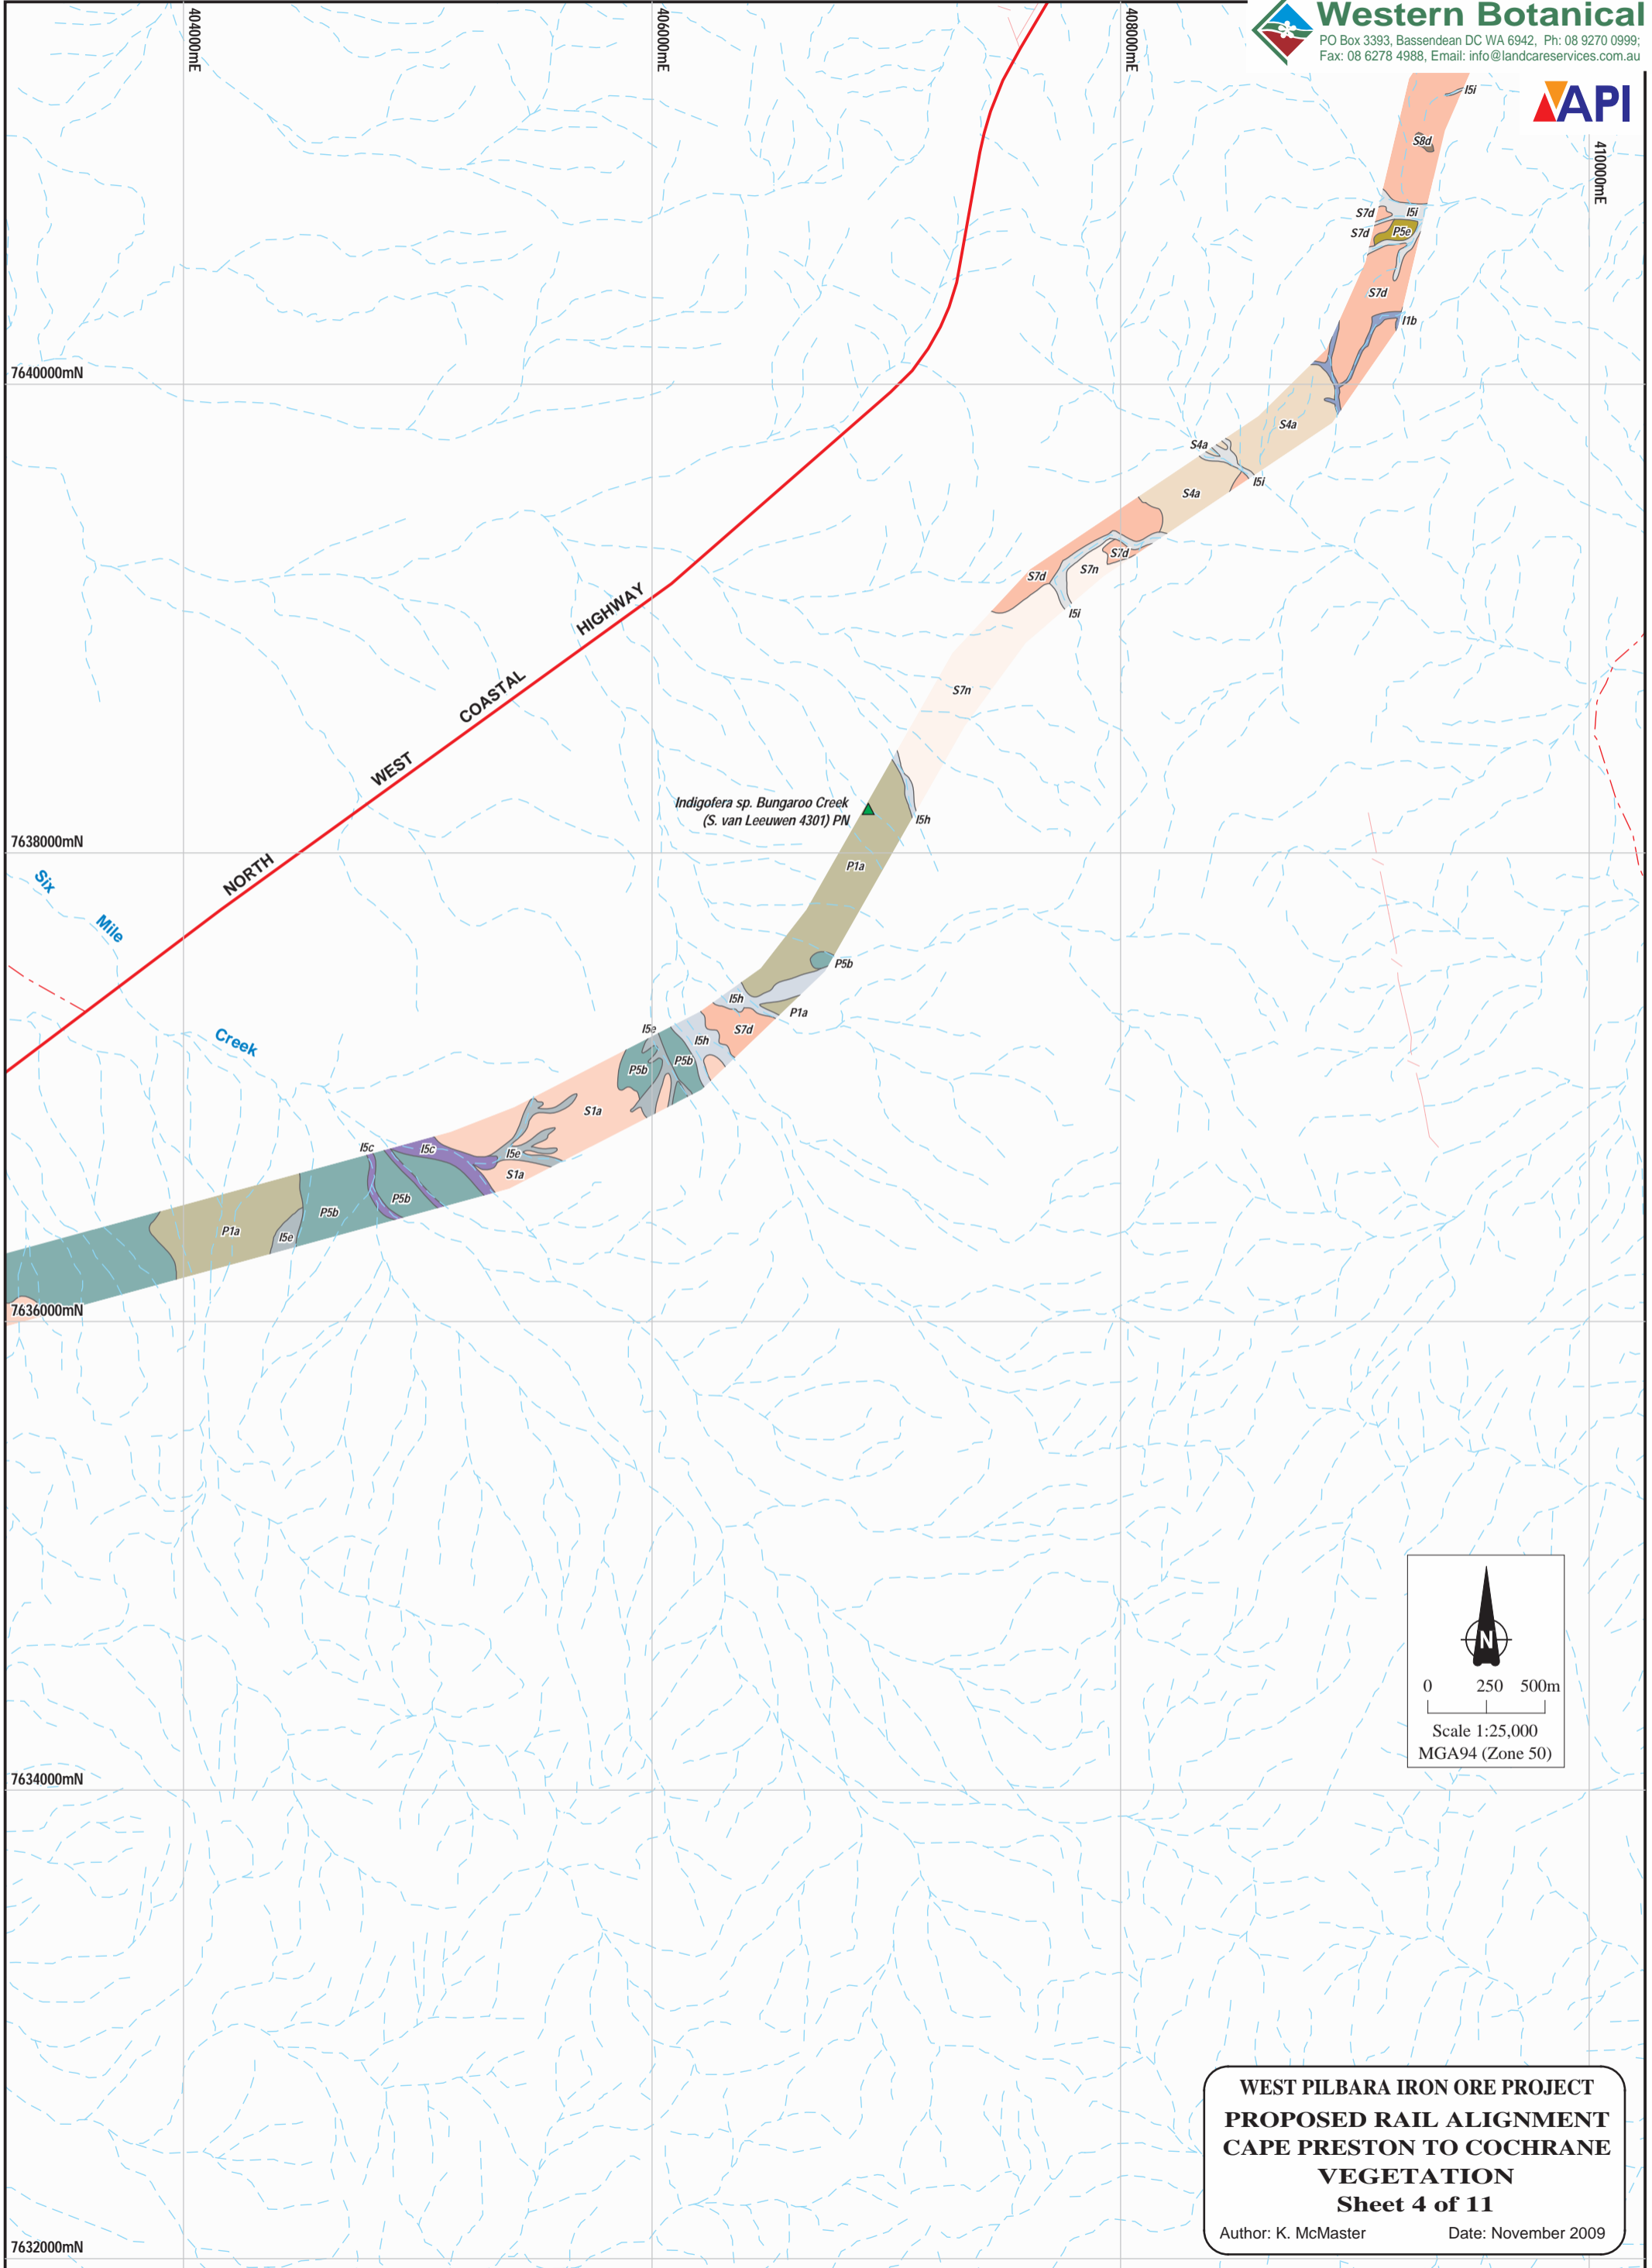 404000mE
406000mE
408000mE
Western Botanical
PO Box 3393, Bassendean DC WA 6942, Ph: 08 9270 0999;
Fax: 08 6278 4988, Email: info@landcareservices.com.au
API
410000mE
I5i
S8d
S7d
I5i
S7d
P5e
S7d
I1b
7640000mN
S4a
S4a
I5i
S4a
S7d
S7n
S7d
I5i
HIGHWAY
COASTAL
WEST
NORTH
S7n
Indigofera sp. Bungaroo Creek
(S. van Leeuwen 4301) PN
I5h
7638000mN
P1a
Six
Mile
Creek
P5b
I5h
P1a
S7d
I5e
I5h
P5b
P5b
S1a
I5c
I5c
I5e
S1a
P5b
P5b
P1a
I5e
7636000mN
N
0 250 500m
Scale 1:25,000
MGA94 (Zone 50)
7634000mN
WEST PILBARA IRON ORE PROJECT
PROPOSED RAIL ALIGNMENT
CAPE PRESTON TO COCHRANE
VEGETATION
Sheet 4 of 11
Author: K. McMaster Date: November 2009
7632000mN